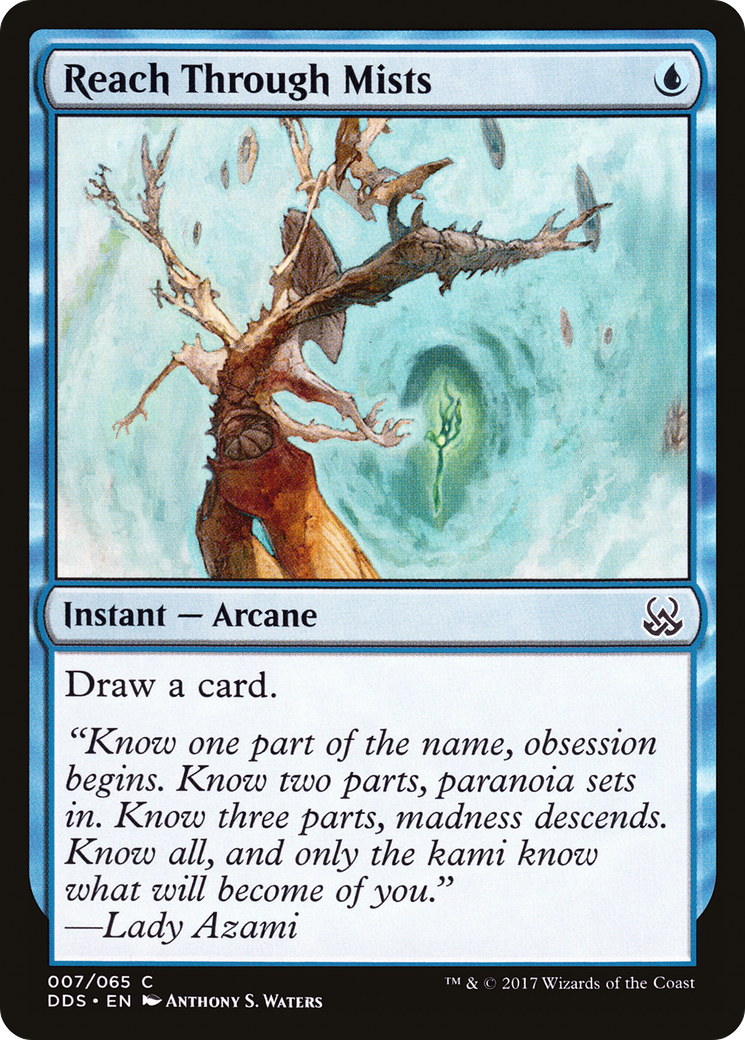 Reach Through Mists
Instant — Arcane
Draw a card.
“Know one part of the name, obsession
begins. Know two parts, paranoia sets
in. Know three parts, madness descends.
Know all, and only the kami know
what will become of you.”
—Lady Azami
007/065 C
™ & © 2017 Wizards of the Coast
DDS • EN Anthony S. Waters